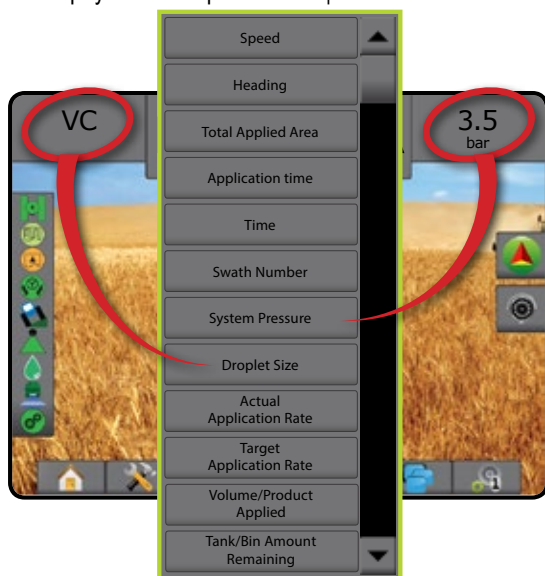 Speed
Heading
VC
3.5
bar
Total Applied Area
Application time
Time
Swath Number
System Pressure
Droplet Size
Actual
Application Rate
Target
Application Rate
Volume/Product
Applied
Tank/Bin Amount
Remaining
1